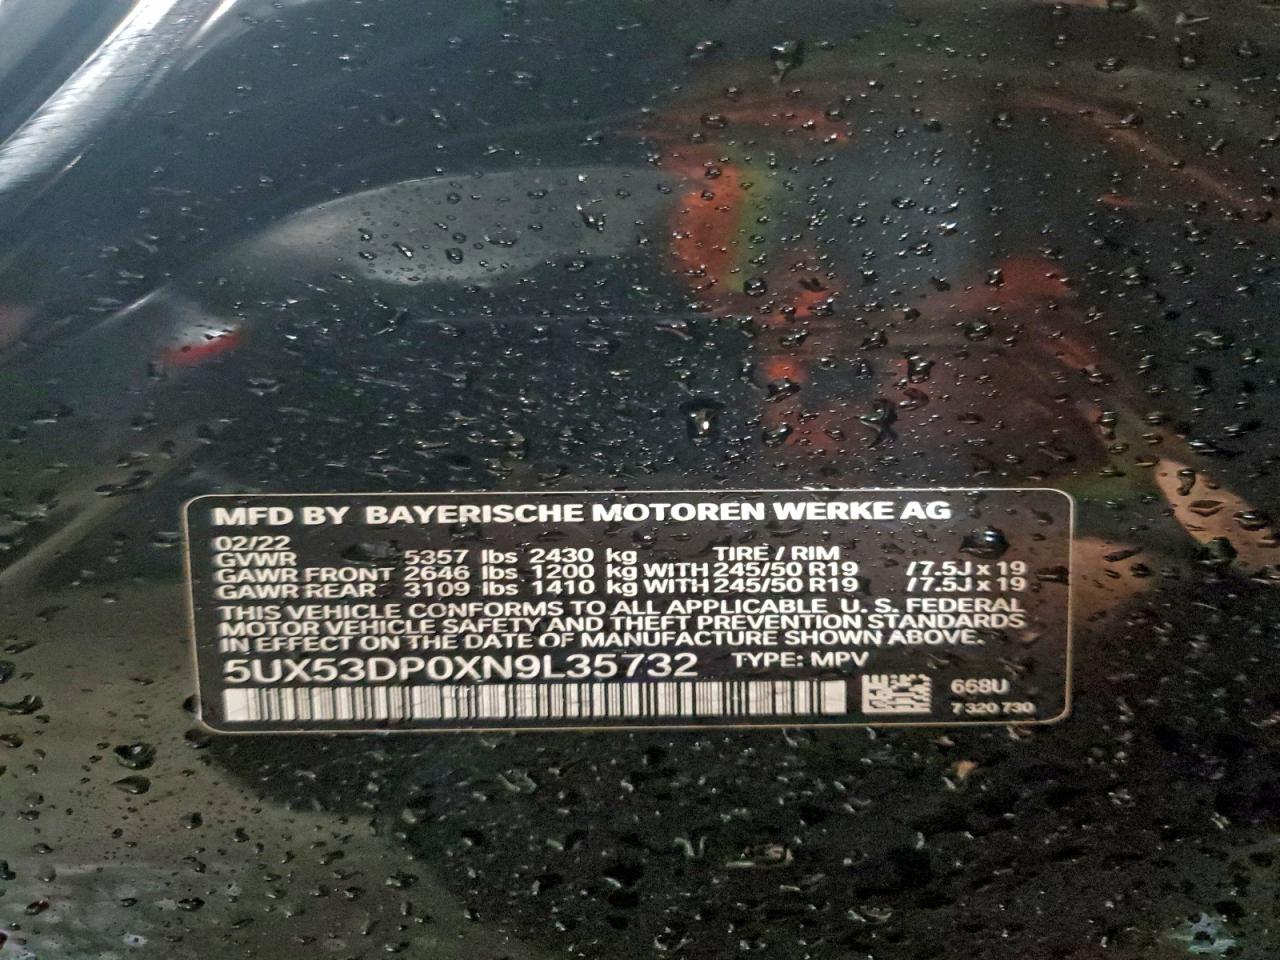 MFD BY BAYERISCHE MOTOREN WERKE AG
02/22
GVWR 5357 lbs 2430 kg TIRE / RIM
GAWR FRONT 2646 lbs 1200 kg WITH 245/50 R19 / 7.5J x 19
GAWR REAR 3109 lbs 1410 kg WITH 245/50 R19 / 7.5J x 19
THIS VEHICLE CONFORMS TO ALL APPLICABLE U. S. FEDERAL
MOTOR VEHICLE SAFETY AND THEFT PREVENTION STANDARDS
IN EFFECT ON THE DATE OF MANUFACTURE SHOWN ABOVE.
5UX53DP0XN9L35732 TYPE: MPV
668U
7 320 730